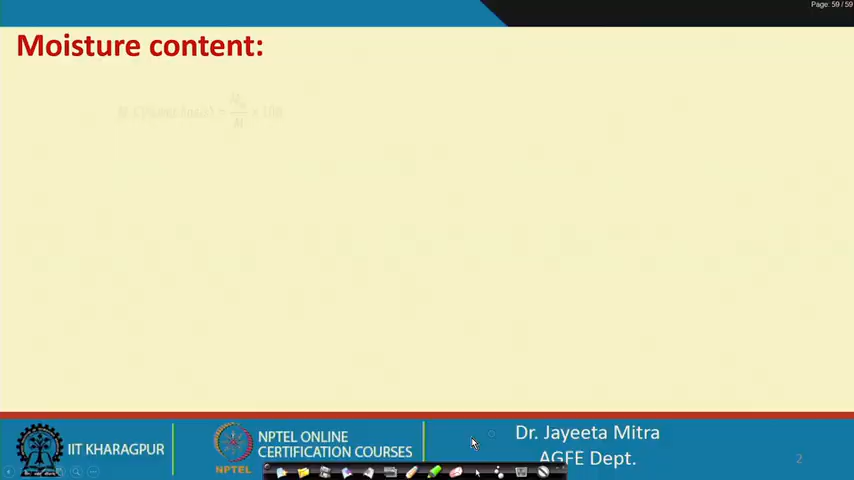 Page: 59 / 59
Moisture content:
IIT KHARAGPUR
NPTEL
NPTEL ONLINE
CERTIFICATION COURSES
Dr. Jayeeta Mitra
AGFE Dept.
2